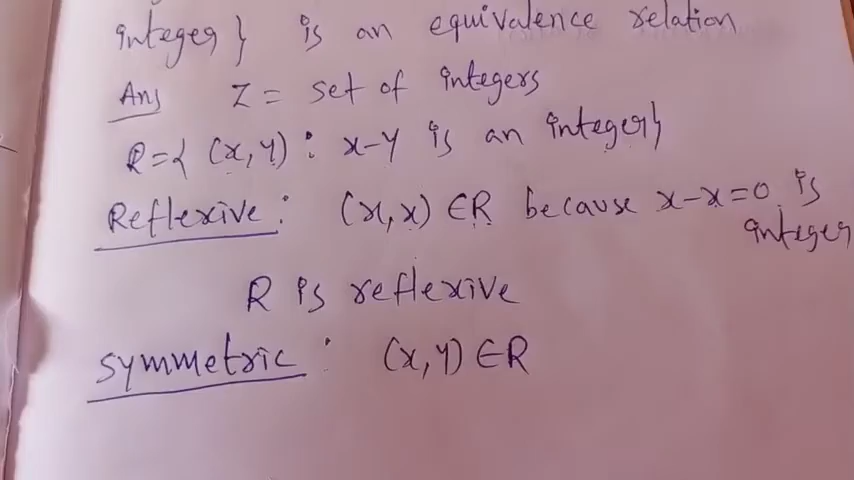 integer} is an equivalence relation
Ans Z = set of integers
R = { (x, y) : x-y is an integer}
Reflexive : (x, x) ∈ R because x-x=0 is
integer
R is reflexive
symmetric : (x, y) ∈ R